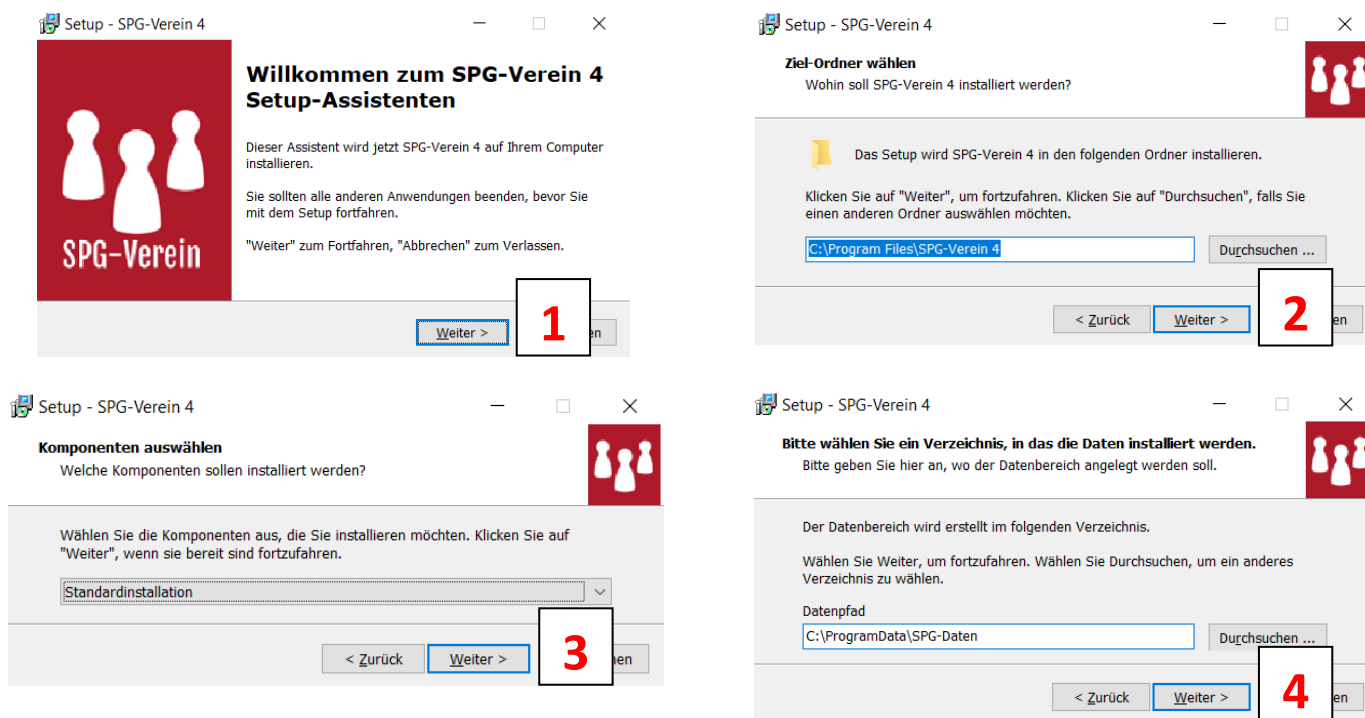 Setup - SPG-Verein 4
Willkommen zum SPG-Verein 4
Setup-Assistenten
Dieser Assistent wird jetzt SPG-Verein 4 auf Ihrem Computer
installieren.
Sie sollten alle anderen Anwendungen beenden, bevor Sie
mit dem Setup fortfahren.
"Weiter" zum Fortfahren, "Abbrechen" zum Verlassen.
SPG-Verein
Weiter >
1
en
Setup - SPG-Verein 4
Ziel-Ordner wählen
Wohin soll SPG-Verein 4 installiert werden?
Das Setup wird SPG-Verein 4 in den folgenden Ordner installieren.
Klicken Sie auf "Weiter", um fortzufahren. Klicken Sie auf "Durchsuchen", falls Sie
einen anderen Ordner auswählen möchten.
C:\Program Files\SPG-Verein 4
Durchsuchen ...
< Zurück
Weiter >
2
en
Setup - SPG-Verein 4
Komponenten auswählen
Welche Komponenten sollen installiert werden?
Wählen Sie die Komponenten aus, die Sie installieren möchten. Klicken Sie auf
"Weiter", wenn sie bereit sind fortzufahren.
Standardinstallation
< Zurück
Weiter >
3
en
Setup - SPG-Verein 4
Bitte wählen Sie ein Verzeichnis, in das die Daten installiert werden.
Bitte geben Sie hier an, wo der Datenbereich angelegt werden soll.
Der Datenbereich wird erstellt im folgenden Verzeichnis.
Wählen Sie Weiter, um fortzufahren. Wählen Sie Durchsuchen, um ein anderes
Verzeichnis zu wählen.
Datenpfad
C:\ProgramData\SPG-Daten
Durchsuchen ...
< Zurück
Weiter >
4
en